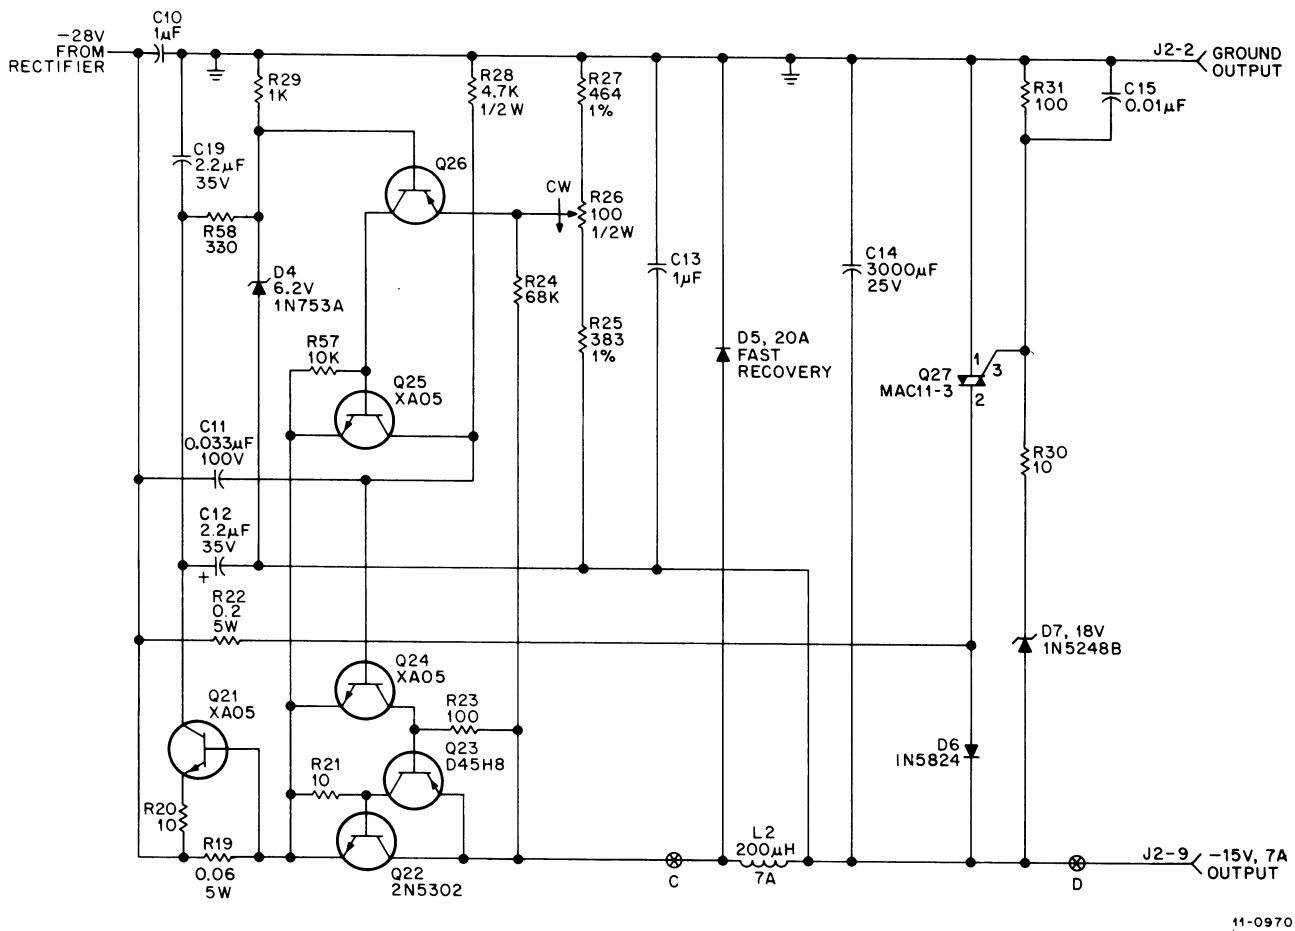 −28V
FROM
RECTIFIER
C10
1µF
R29
1K
R28
4.7K
1/2W
R27
464
1%
J2-2
GROUND
OUTPUT
R31
100
C15
0.01µF
C19
2.2µF
35V
Q26
CW
R26
100
1/2W
R58
330
D4
6.2V
1N753A
R24
68K
C13
1µF
C14
3000µF
25V
R57
10K
R25
383
1%
D5, 20A
FAST
RECOVERY
Q25
XA05
Q27
MAC11-3
1
3
2
C11
0.033µF
100V
R30
10
C12
2.2µF
35V
+
R22
0.2
5W
D7, 18V
1N5248B
Q24
XA05
Q21
XA05
R23
100
Q23
D45H8
D6
IN5824
R21
10
R20
10
R19
0.06
5W
Q22
2N5302
C
L2
200µH
7A
D
J2-9
−15V, 7A
OUTPUT
11-0970